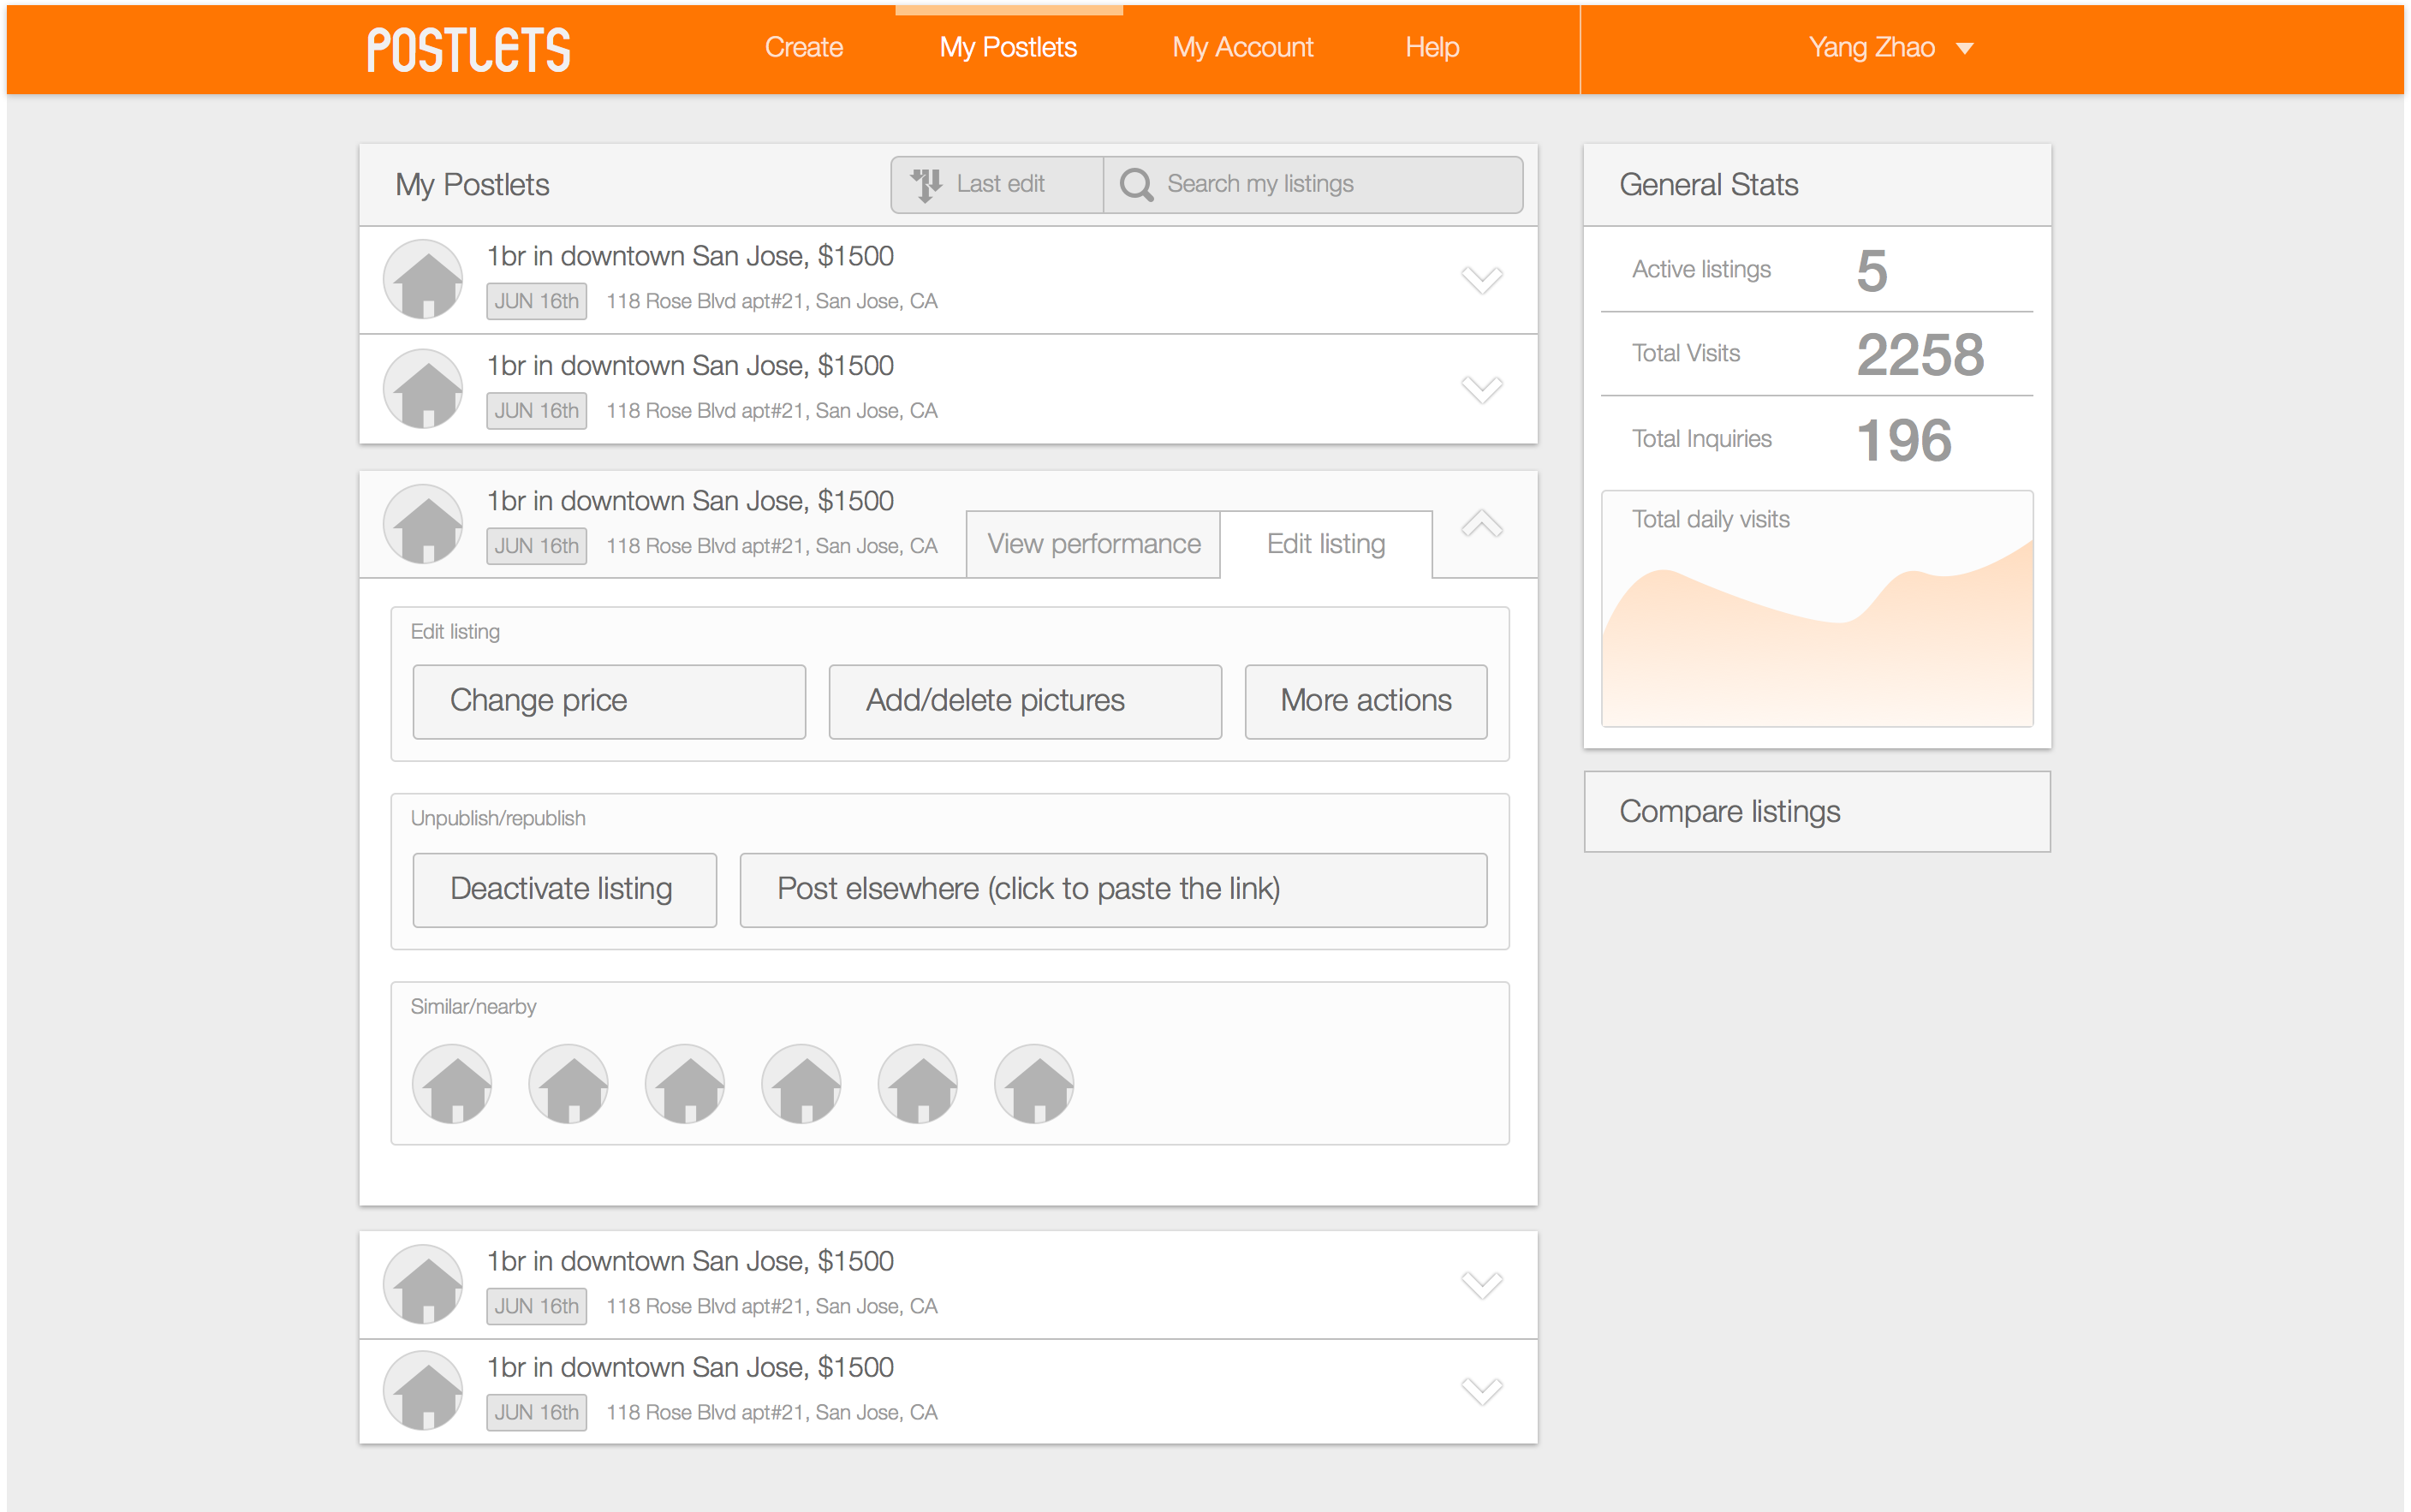 POSTLETS
Create
My Postlets
My Account
Help
Yang Zhao
My Postlets
Last edit
Search my listings
1br in downtown San Jose, $1500
JUN 16th 118 Rose Blvd apt#21, San Jose, CA
1br in downtown San Jose, $1500
JUN 16th 118 Rose Blvd apt#21, San Jose, CA
1br in downtown San Jose, $1500
JUN 16th 118 Rose Blvd apt#21, San Jose, CA
View performance
Edit listing
Edit listing
Change price
Add/delete pictures
More actions
Unpublish/republish
Deactivate listing
Post elsewhere (click to paste the link)
Similar/nearby
1br in downtown San Jose, $1500
JUN 16th 118 Rose Blvd apt#21, San Jose, CA
1br in downtown San Jose, $1500
JUN 16th 118 Rose Blvd apt#21, San Jose, CA
General Stats
Active listings 5
Total Visits 2258
Total Inquiries 196
Total daily visits
Compare listings